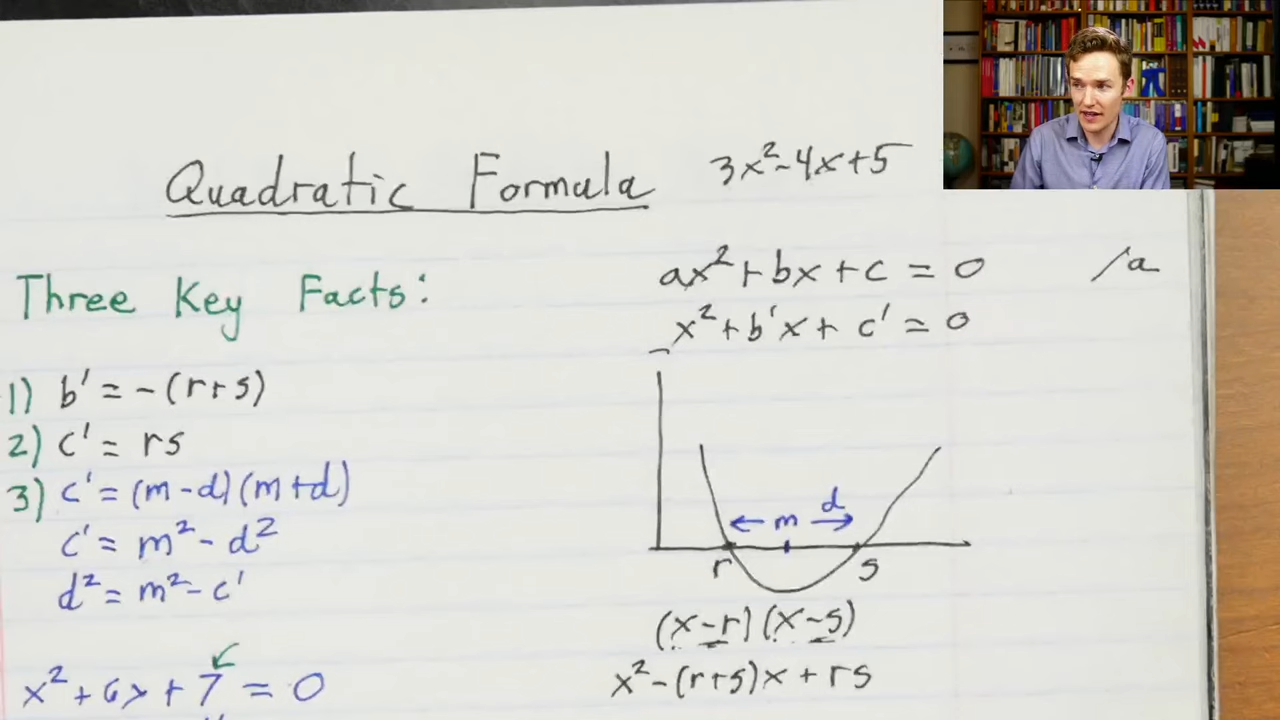 Quadratic Formula
3x²-4x+5
Three Key Facts:
1) b' = -(r+s)
2) c' = rs
3) c' = (m-d)(m+d)
c' = m² - d²
d² = m² - c'
x² + 6x + 7 = 0
ax² + bx + c = 0 /a
x² + b'x + c' = 0
← m → d
r s
(x-r)(x-s)
x² - (r+s)x + rs